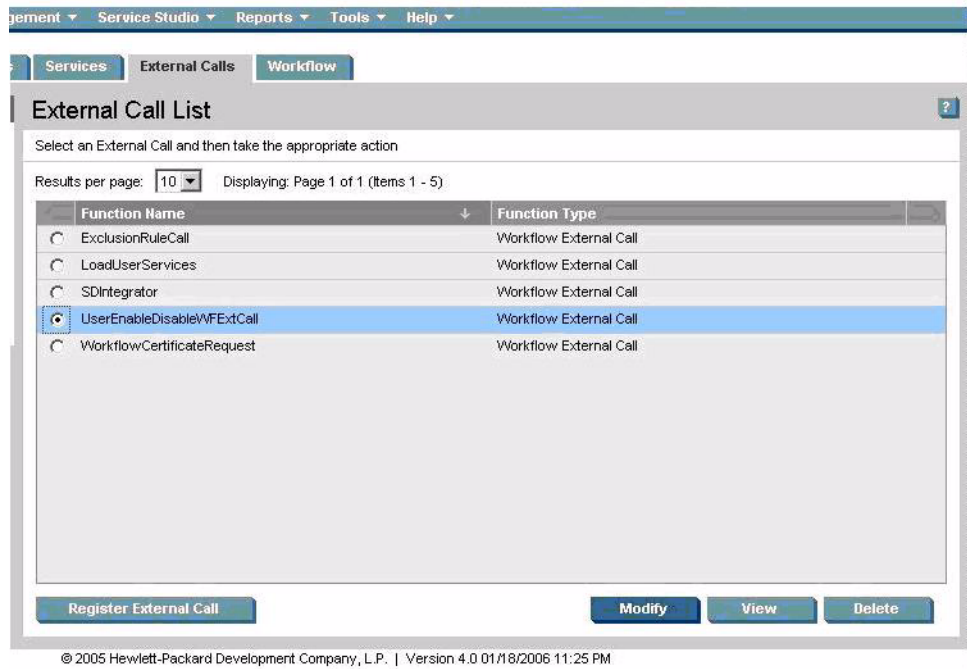 Service Studio Reports Tools Help
Services External Calls Workflow
External Call List ?
Select an External Call and then take the appropriate action
Results per page: 10 Displaying: Page 1 of 1 (Items 1 - 5)
Function Name Function Type
ExclusionRuleCall Workflow External Call
LoadUserServices Workflow External Call
SDIntegrator Workflow External Call
UserEnableDisableWFExtCall Workflow External Call
WorkflowCertificateRequest Workflow External Call
Register External Call Modify View Delete
© 2005 Hewlett-Packard Development Company, L.P. | Version 4.0 01/18/2006 11:25 PM